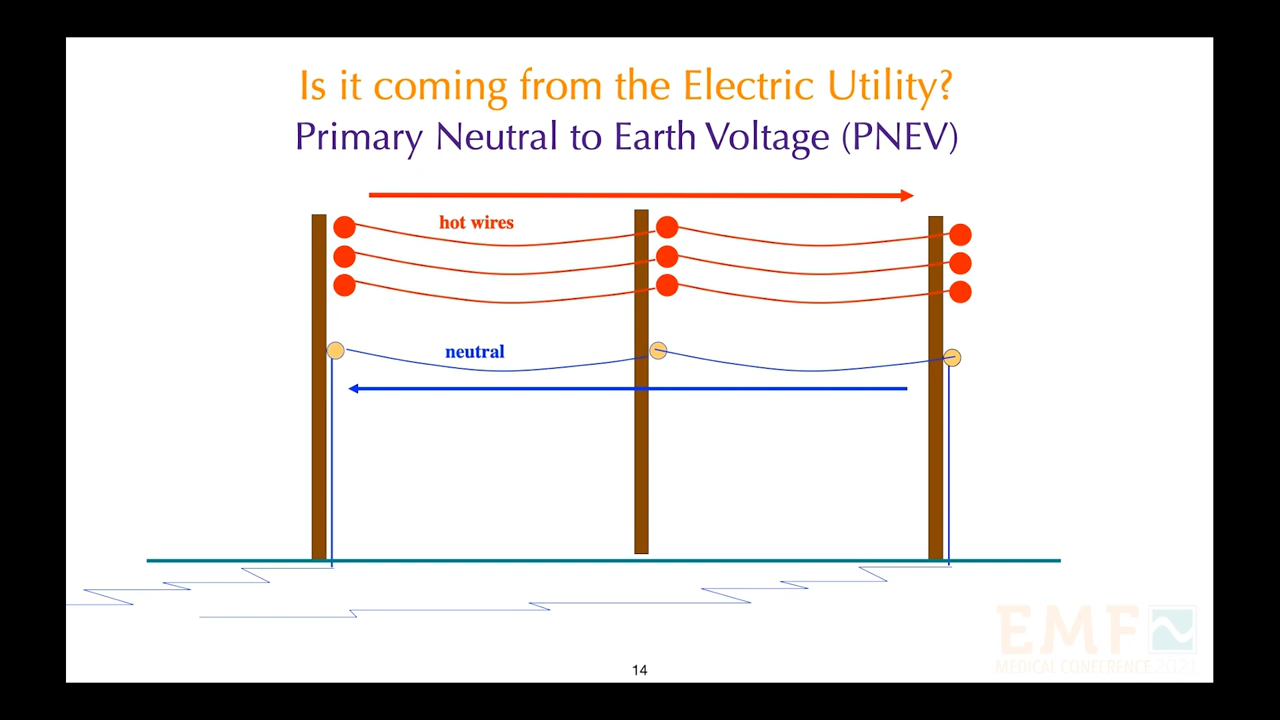 Is it coming from the Electric Utility?
Primary Neutral to Earth Voltage (PNEV)
hot wires
neutral
EMF
MEDICAL CONFERENCE 2021
14